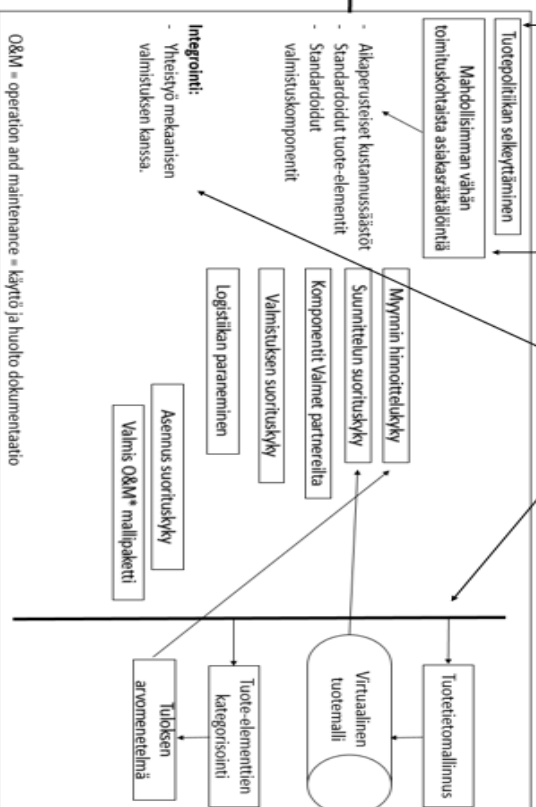 Tuotepolitiikan selkeyttäminen
Mahdollisimman vähän
toimituskohtaista asiakasräätälöintiä
- Aikaperusteiset kustannussäästöt
- Standardoidut tuote-elementit
- Standardoidut
valmistuskomponentit
Integrointi:
- Yhteistyö mekaanisen
valmistuksen kanssa.
Myynnin hinnoittelukyky
Suunnittelun suorituskyky
Komponentit Valmet partnereilta
Valmistuksen suorituskyky
Logistiikan paraneminen
Asennus suorituskyky
Valmis O&M* mallipaketti
Tuotetietomallinnus
Virtuaalinen
tuotemalli
Tuote-elementtien
kategorisointi
Tuloksen
arvomenetelmä
O&M = operation and maintenance = käyttö ja huolto dokumentaatio